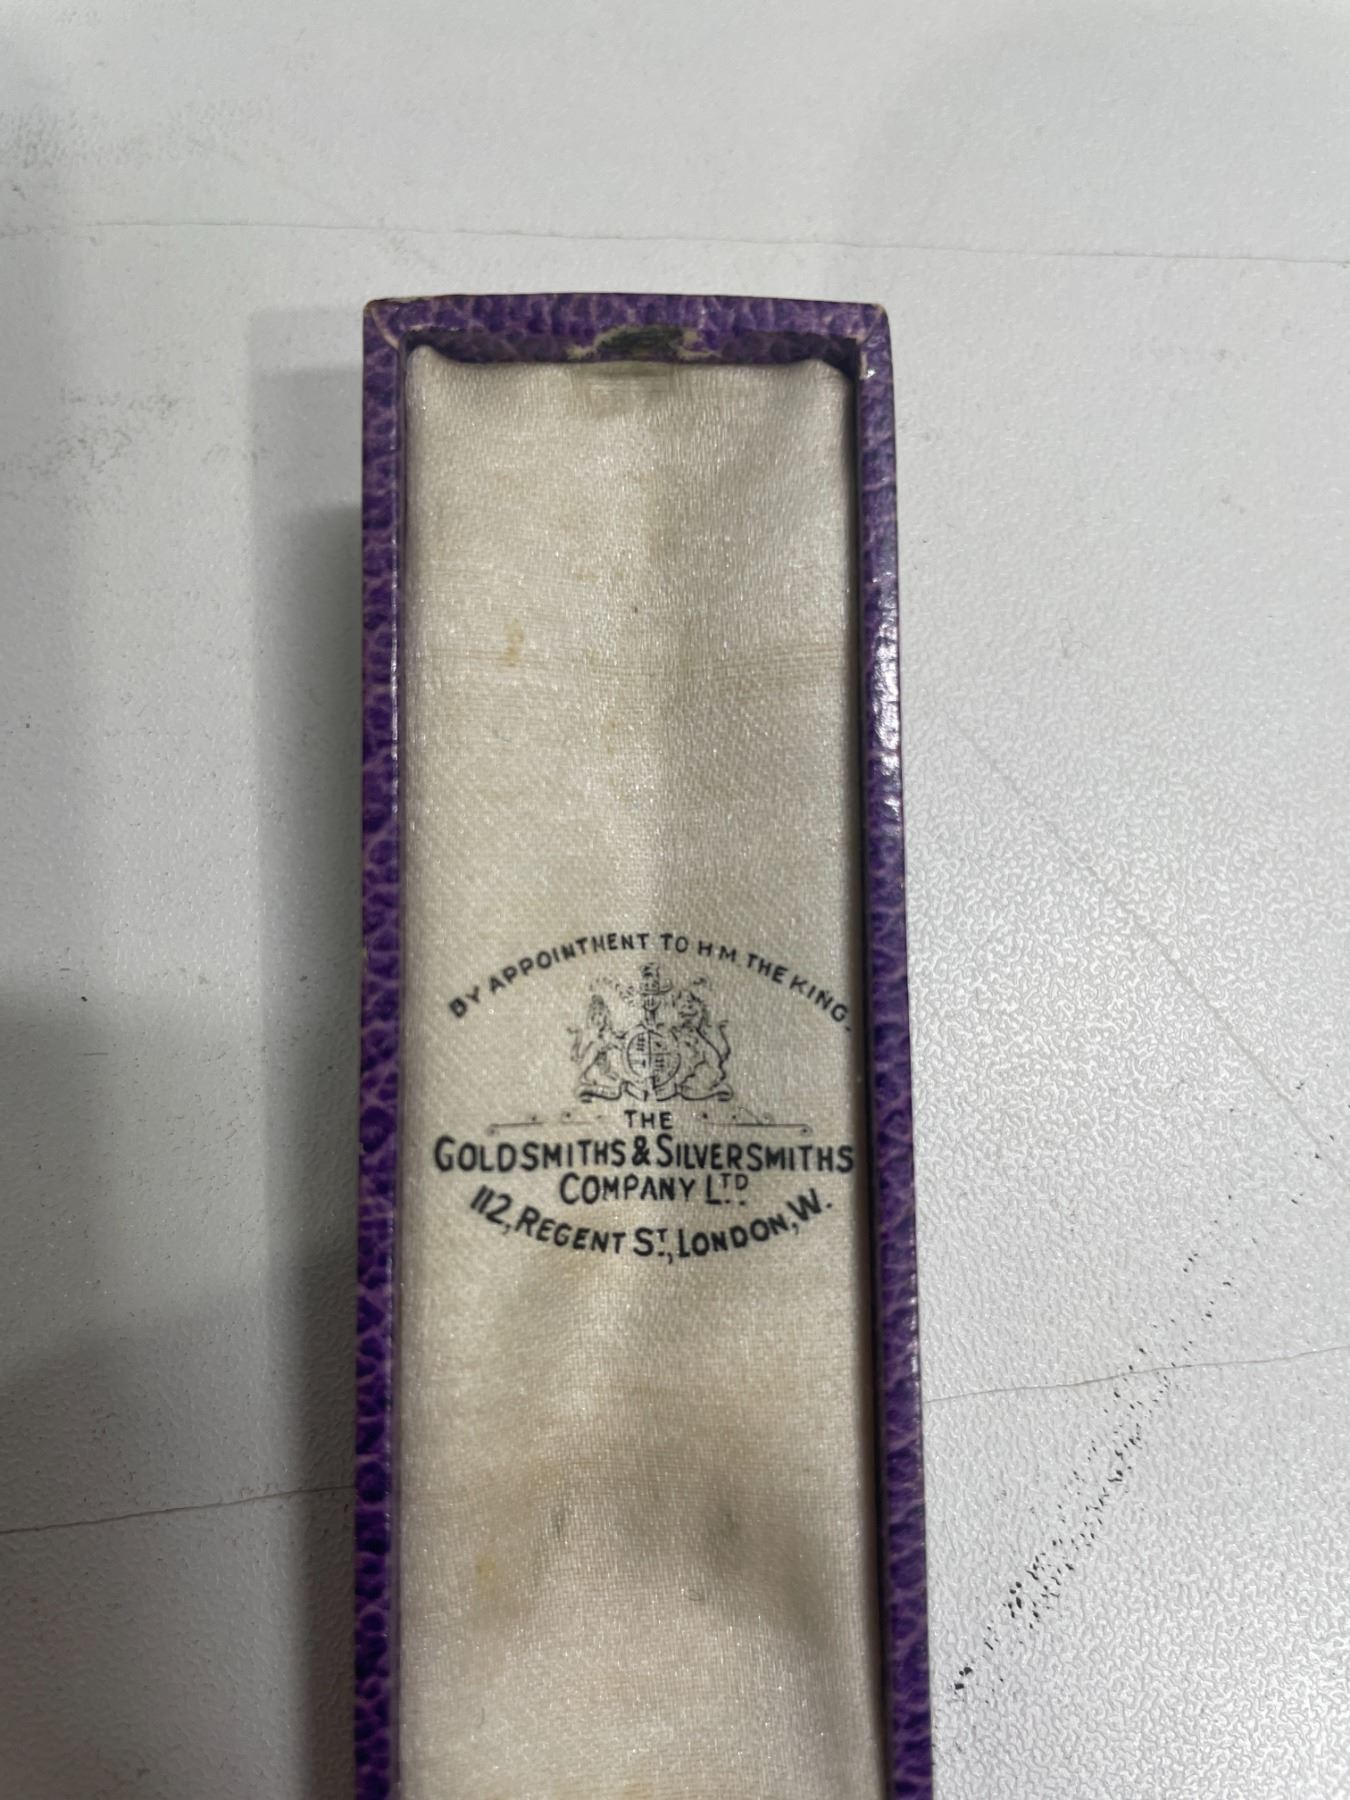 BY APPOINTMENT TO H.M. THE KING.
THE
GOLDSMITHS & SILVERSMITHS
COMPANY LTD
112, REGENT ST., LONDON, W.